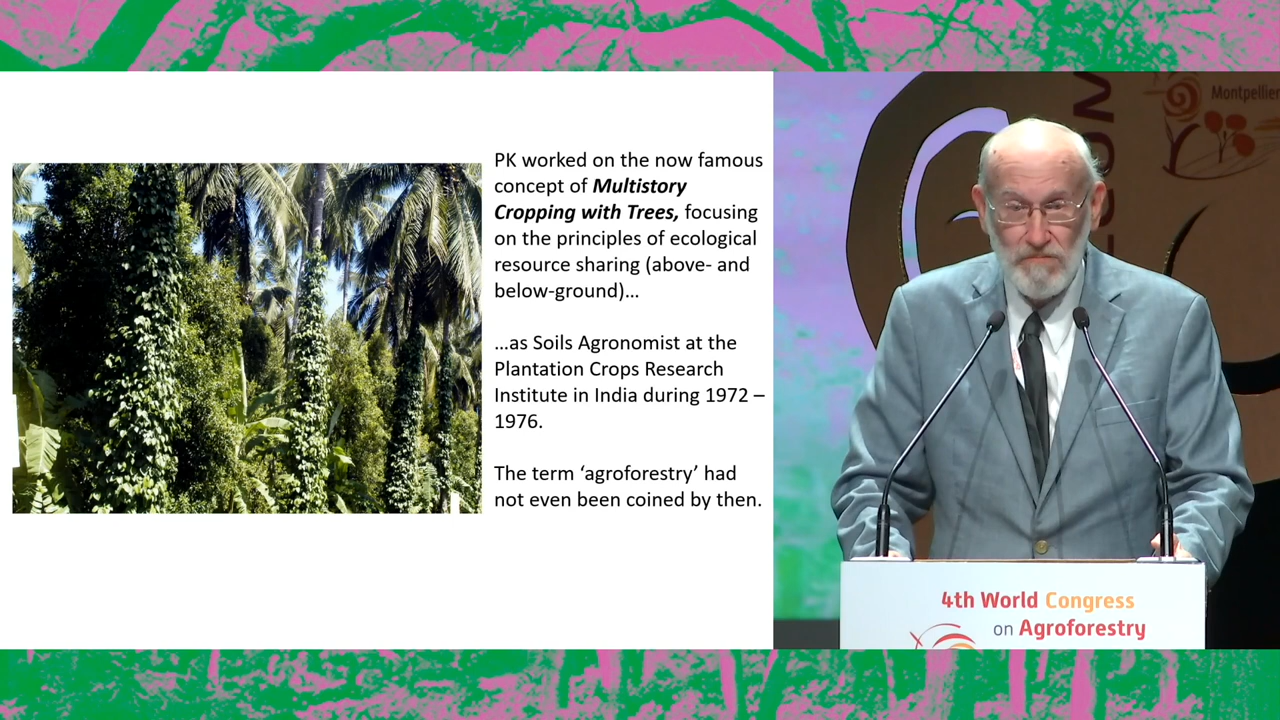 PK worked on the now famous
concept of Multistory
Cropping with Trees, focusing
on the principles of ecological
resource sharing (above- and
below-ground)…
…as Soils Agronomist at the
Plantation Crops Research
Institute in India during 1972 –
1976.
The term ‘agroforestry’ had
not even been coined by then.
Montpellier
4th World Congress
on Agroforestry